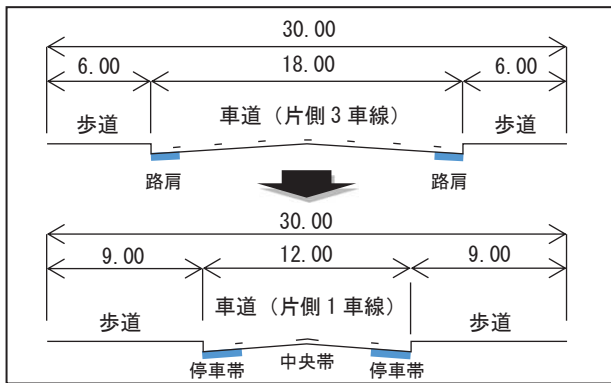 30.00
6.00 18.00 6.00
歩道 車道（片側3車線） 歩道
路肩 路肩
30.00
9.00 12.00 9.00
車道（片側1車線）
歩道 歩道
停車帯 中央帯 停車帯